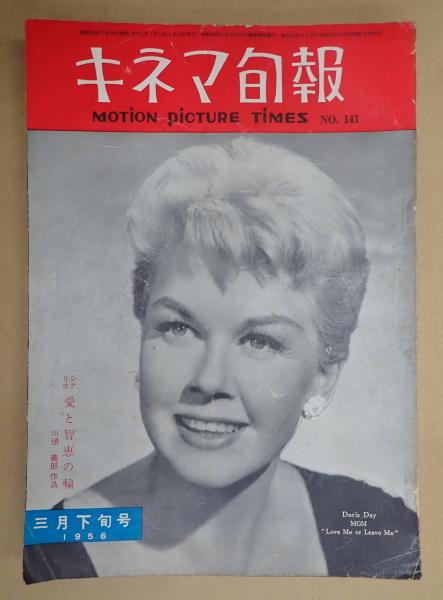 キネマ旬報
MOTION PICTURE TIMES NO. 141
シナリオ
愛と智恵の輪
川頭 義郎 作品
三月下旬号
1956
Doris Day
MGM
"Love Me or Leave Me"